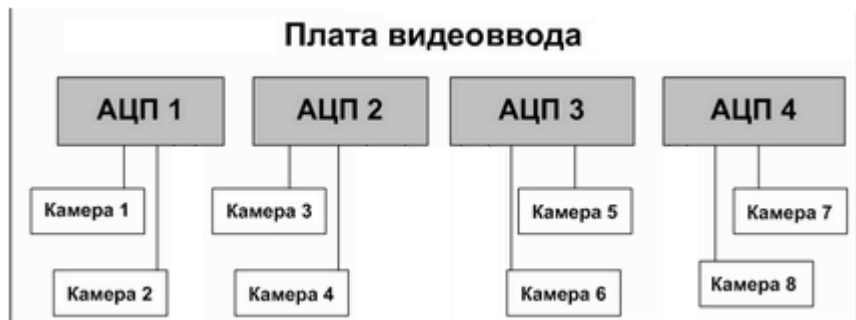 Плата видеоввода
АЦП 1
АЦП 2
АЦП 3
АЦП 4
Камера 1
Камера 3
Камера 5
Камера 7
Камера 2
Камера 4
Камера 6
Камера 8